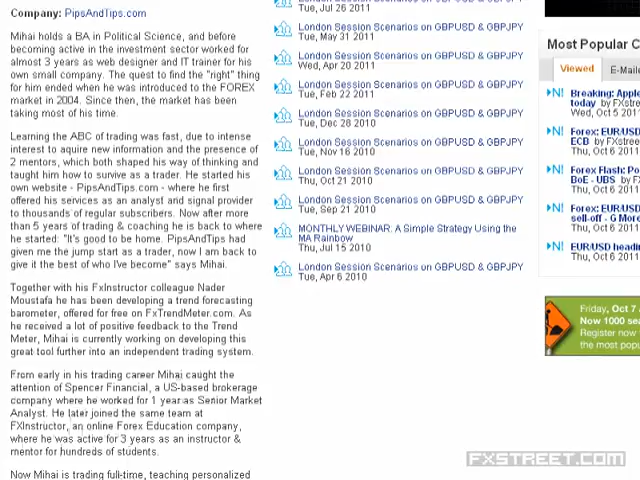 Company: PipsAndTips.com
Mihai holds a BA in Political Science, and before
becoming active in the investment sector worked for
almost 3 years as web designer and IT trainer for his
own small company. The quest to find the "right" thing
for him ended when he was introduced to the FOREX
market in 2004. Since then, the market has been
taking most of his time.
Learning the ABC of trading was fast, due to intense
interest to aquire new information and the presence of
2 mentors, which both shaped his way of thinking and
taught him how to survive as a trader. He started his
own website - PipsAndTips.com - where he first
offered his services as an analyst and signal provider
to thousands of regular subscribers. Now after more
than 5 years of trading & coaching he is back to where
he started: "It's good to be home. PipsAndTips had
given me the jump start as a trader, now I am back to
give it the best of who I've become" says Mihai.
Together with his FxInstructor colleague Nader
Moustafa he has been developing a trend forecasting
barometer, offered for free on FxTrendMeter.com. As
he received a lot of positive feedback to the Trend
Meter, Mihai is currently working on developing this
great tool further into an independent trading system.
From early in his trading career Mihai caught the
attention of Spencer Financial, a US-based brokerage
company where he worked for 1 year as Senior Market
Analyst. He later joined the same team at
FXInstructor, an online Forex Education company,
where he was active for 3 years as an instructor &
mentor for hundreds of students.
Now Mihai is trading full-time, teaching personalized
Tue, Jul 26 2011
London Session Scenarios on GBPUSD & GBPJPY
Tue, May 31 2011
London Session Scenarios on GBPUSD & GBPJPY
Wed, Apr 20 2011
London Session Scenarios on GBPUSD & GBPJPY
Tue, Feb 22 2011
London Session Scenarios on GBPUSD & GBPJPY
Tue, Dec 28 2010
London Session Scenarios on GBPUSD & GBPJPY
Tue, Nov 16 2010
London Session Scenarios on GBPUSD & GBPJPY
Thu, Oct 21 2010
London Session Scenarios on GBPUSD & GBPJPY
Tue, Sep 21 2010
MONTHLY WEBINAR: A Simple Strategy Using the
MA Rainbow
Thu, Jul 15 2010
London Session Scenarios on GBPUSD & GBPJPY
Tue, Apr 6 2010
Most Popular C
Viewed E-Maile
N! Breaking: Apple
today by FXstre
Wed, Oct 5 2011
N! Forex: EUR/USD
ECB by FXstree
Thu, Oct 6 2011
N! Forex Flash: Po
BoE - UBS by F
Thu, Oct 6 2011
N! Forex: EUR/USD
sell-off - G More
Thu, Oct 6 2011
N! EUR/USD headin
Thu, Oct 6 2011
Friday, Oct 7
Now 1000 sea
Register now
the most popu
FXSTREET.COM